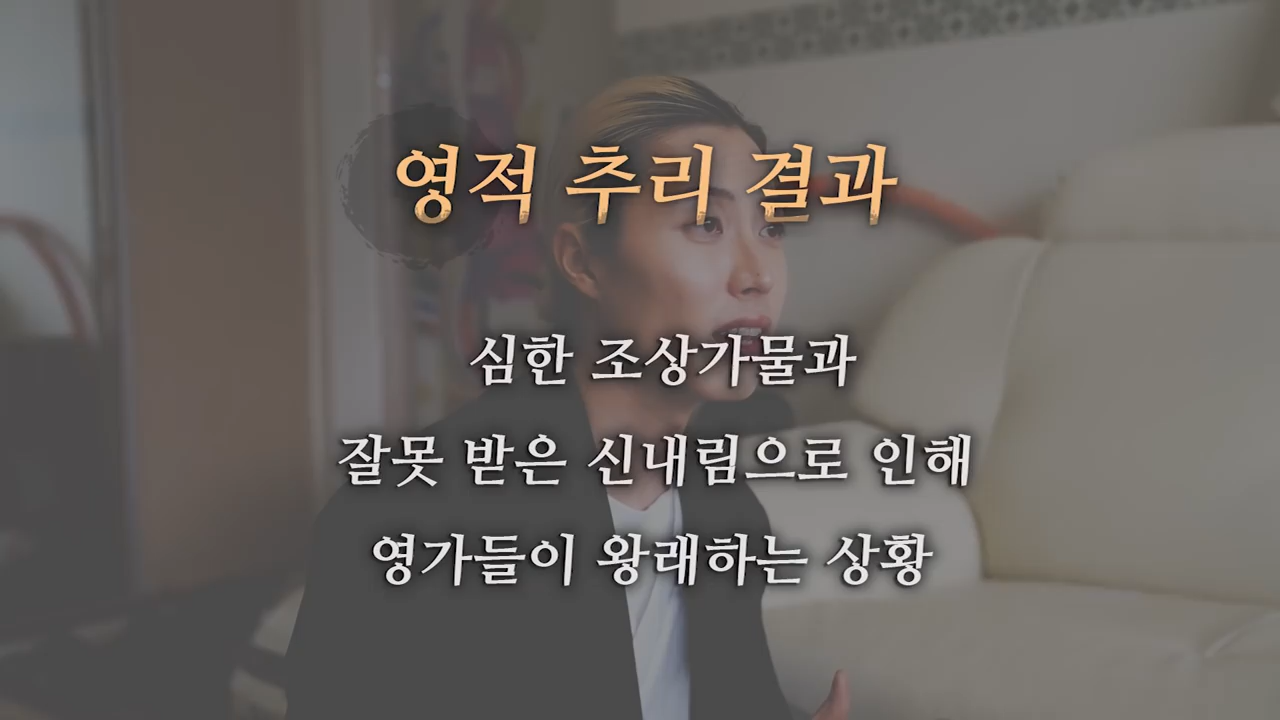 영적 추리 결과
심한 조상가물과
잘못 받은 신내림으로 인해
영가들이 왕래하는 상황